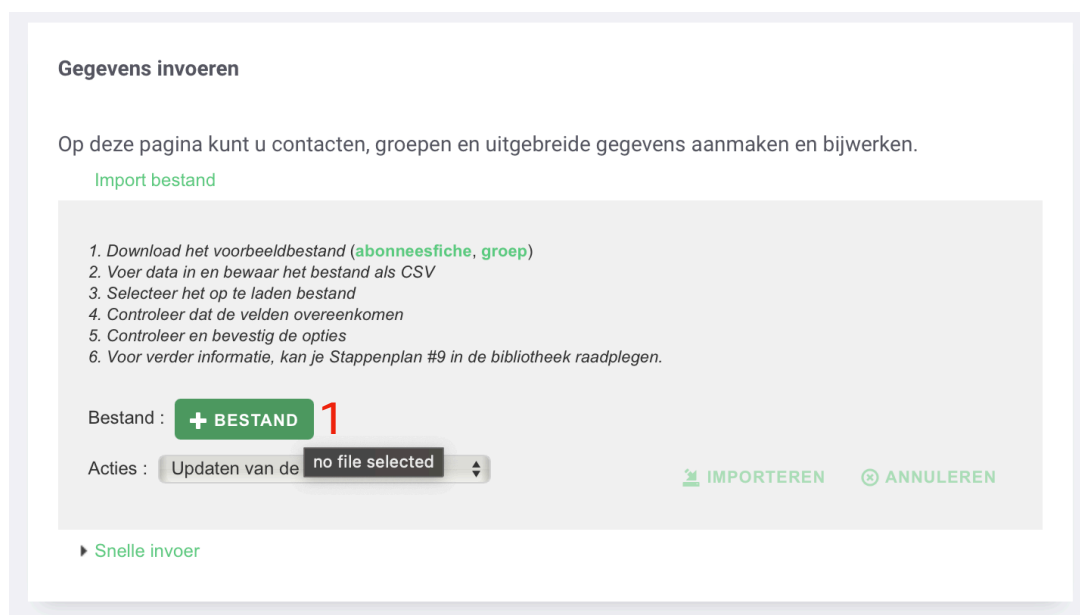 Gegevens invoeren
Op deze pagina kunt u contacten, groepen en uitgebreide gegevens aanmaken en bijwerken.
Import bestand
1. Download het voorbeeldbestand (abonneesfiche, groep)
2. Voer data in en bewaar het bestand als CSV
3. Selecteer het op te laden bestand
4. Controleer dat de velden overeenkomen
5. Controleer en bevestig de opties
6. Voor verder informatie, kan je Stappenplan #9 in de bibliotheek raadplegen.
Bestand : BESTAND 1
no file selected
Acties : Updaten van de
IMPORTEREN ANNULEREN
Snelle invoer